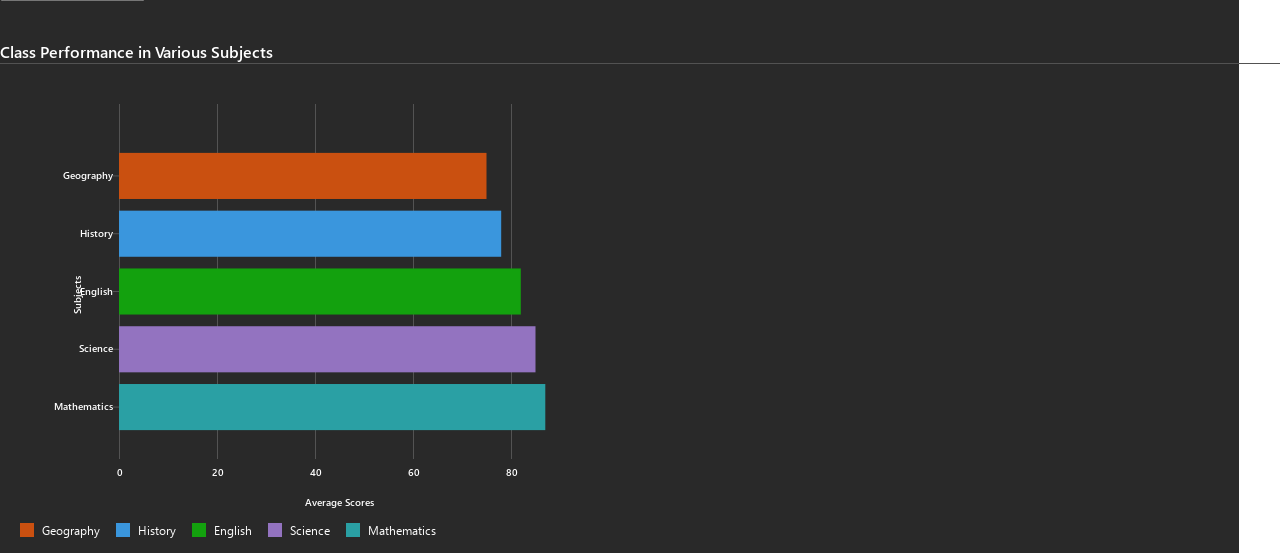 Class Performance in Various Subjects
Geography
History
Subjects
English
Science
Mathematics
0 20 40 60 80
Average Scores
Geography History English Science Mathematics